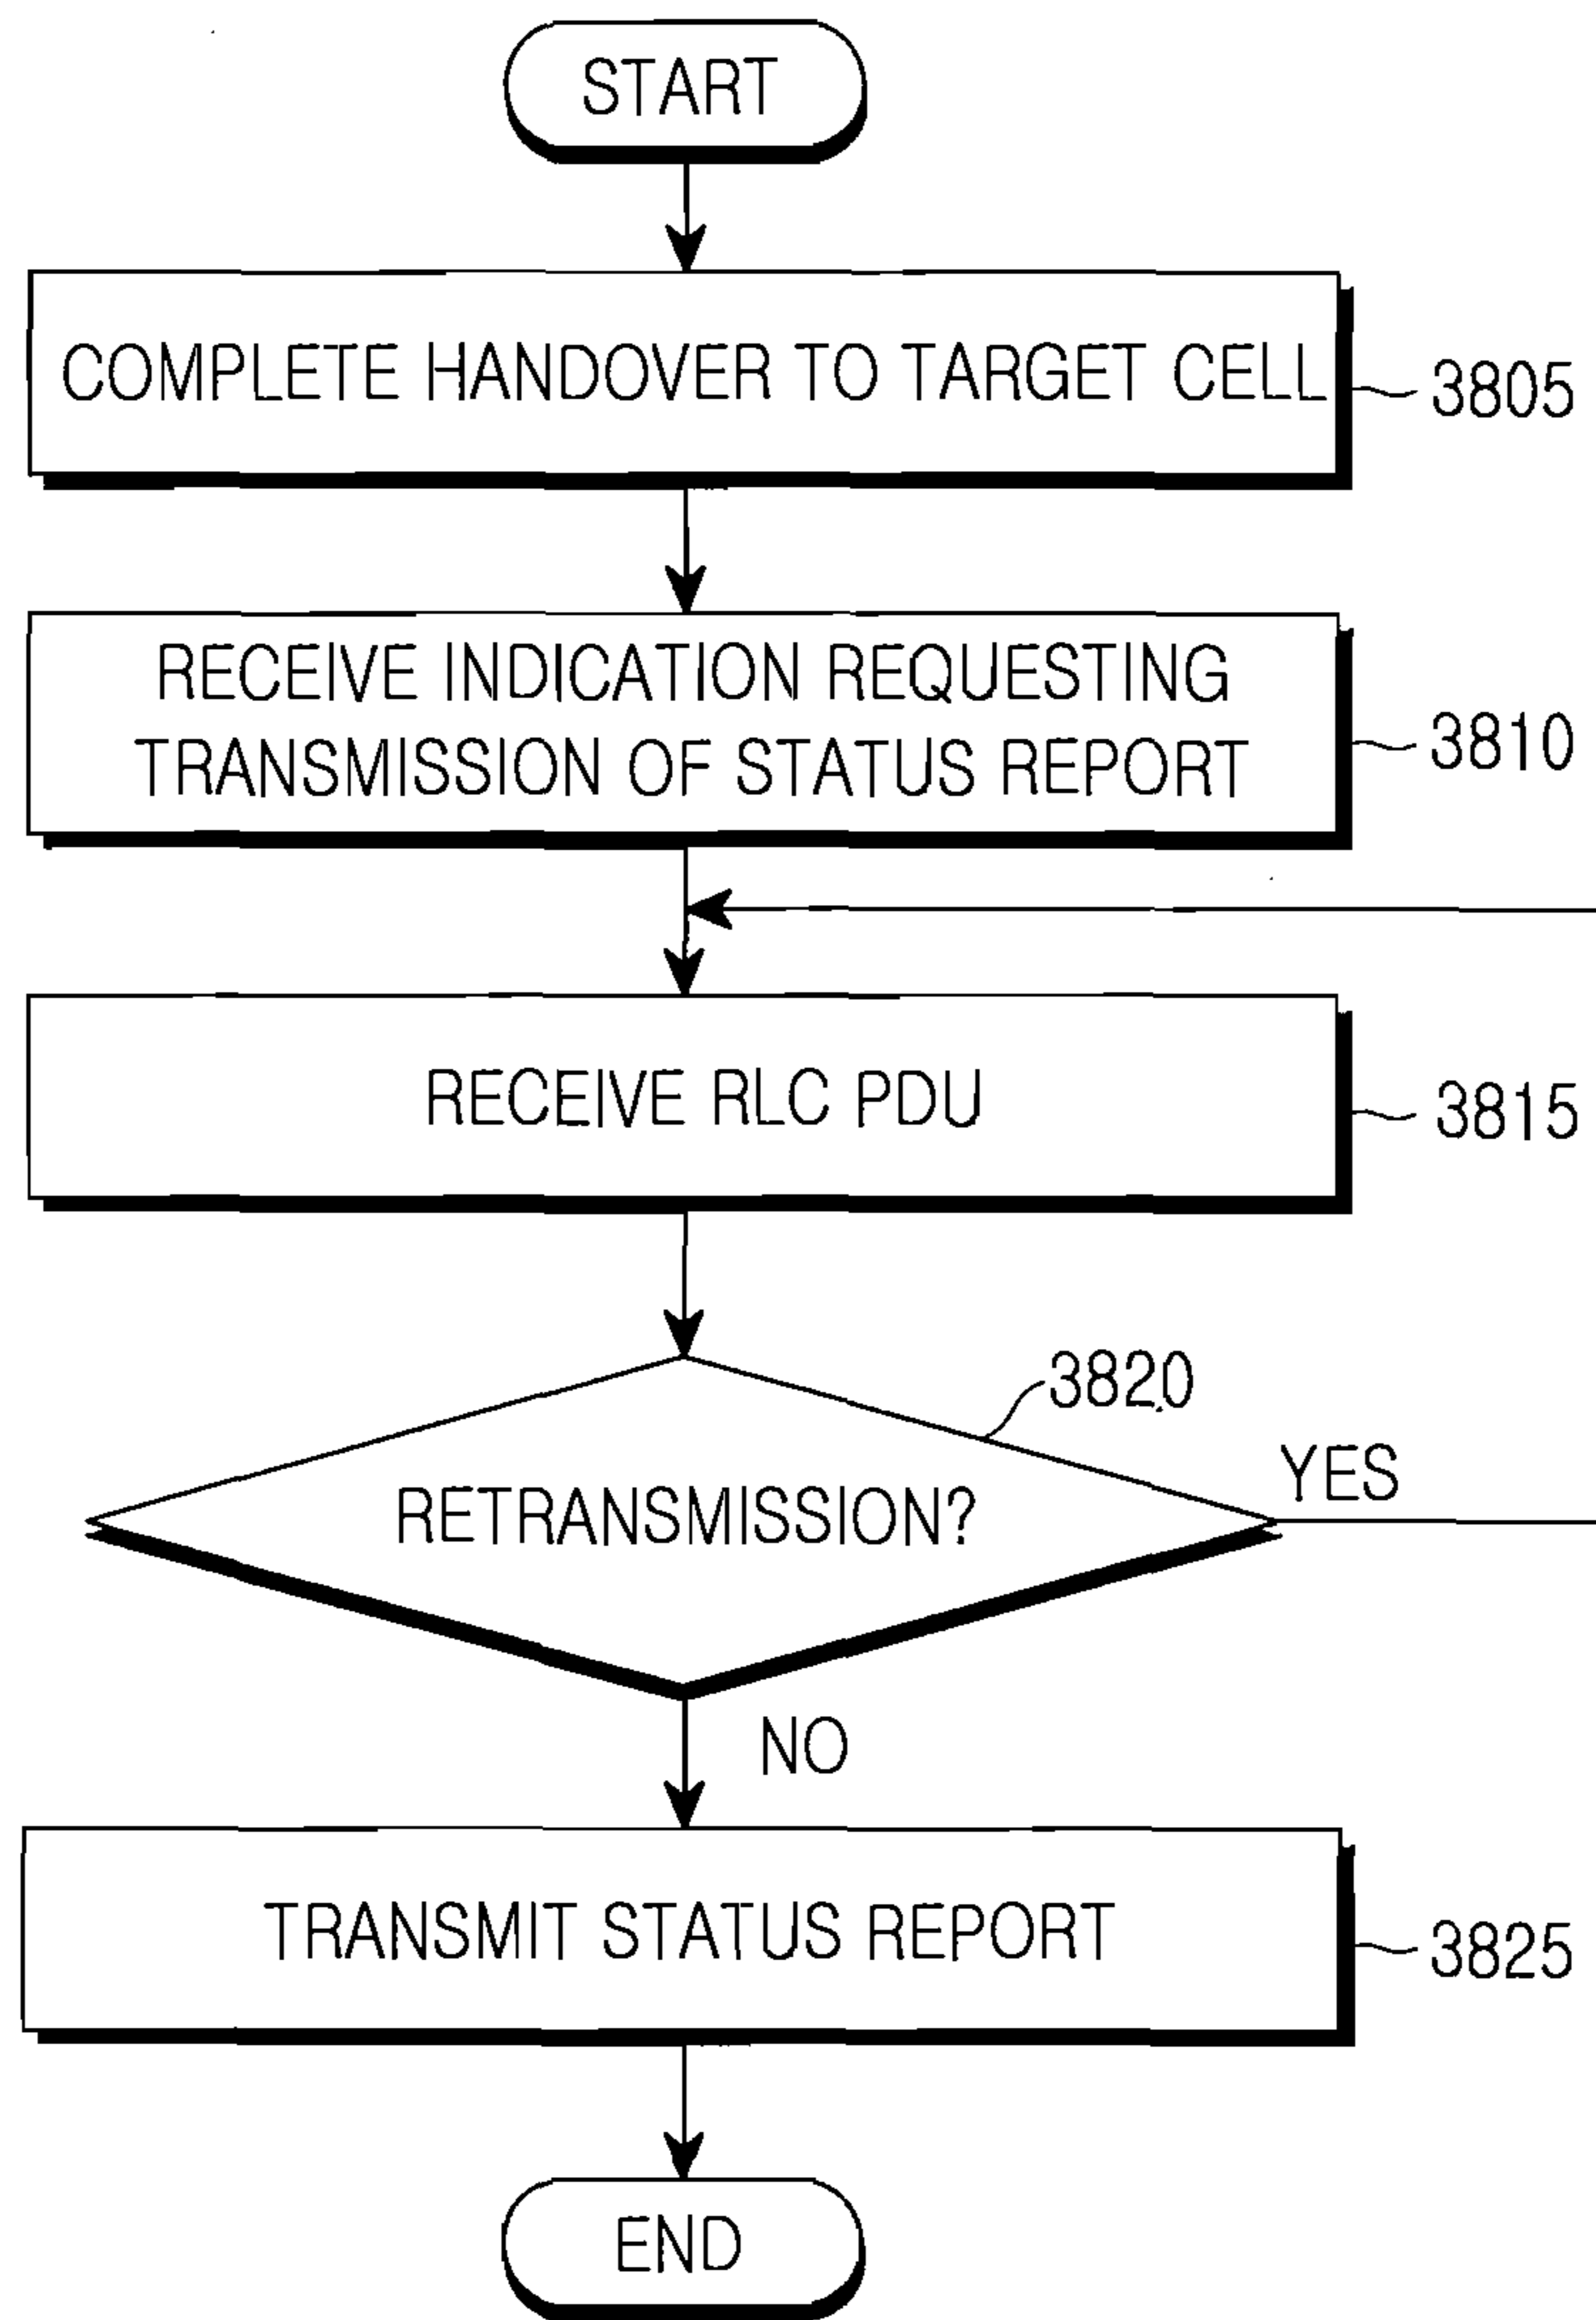 START
COMPLETE HANDOVER TO TARGET CELL
3805
RECEIVE INDICATION REQUESTING
TRANSMISSION OF STATUS REPORT
3810
RECEIVE RLC PDU
3815
3820
RETRANSMISSION?
YES
NO
TRANSMIT STATUS REPORT
3825
END